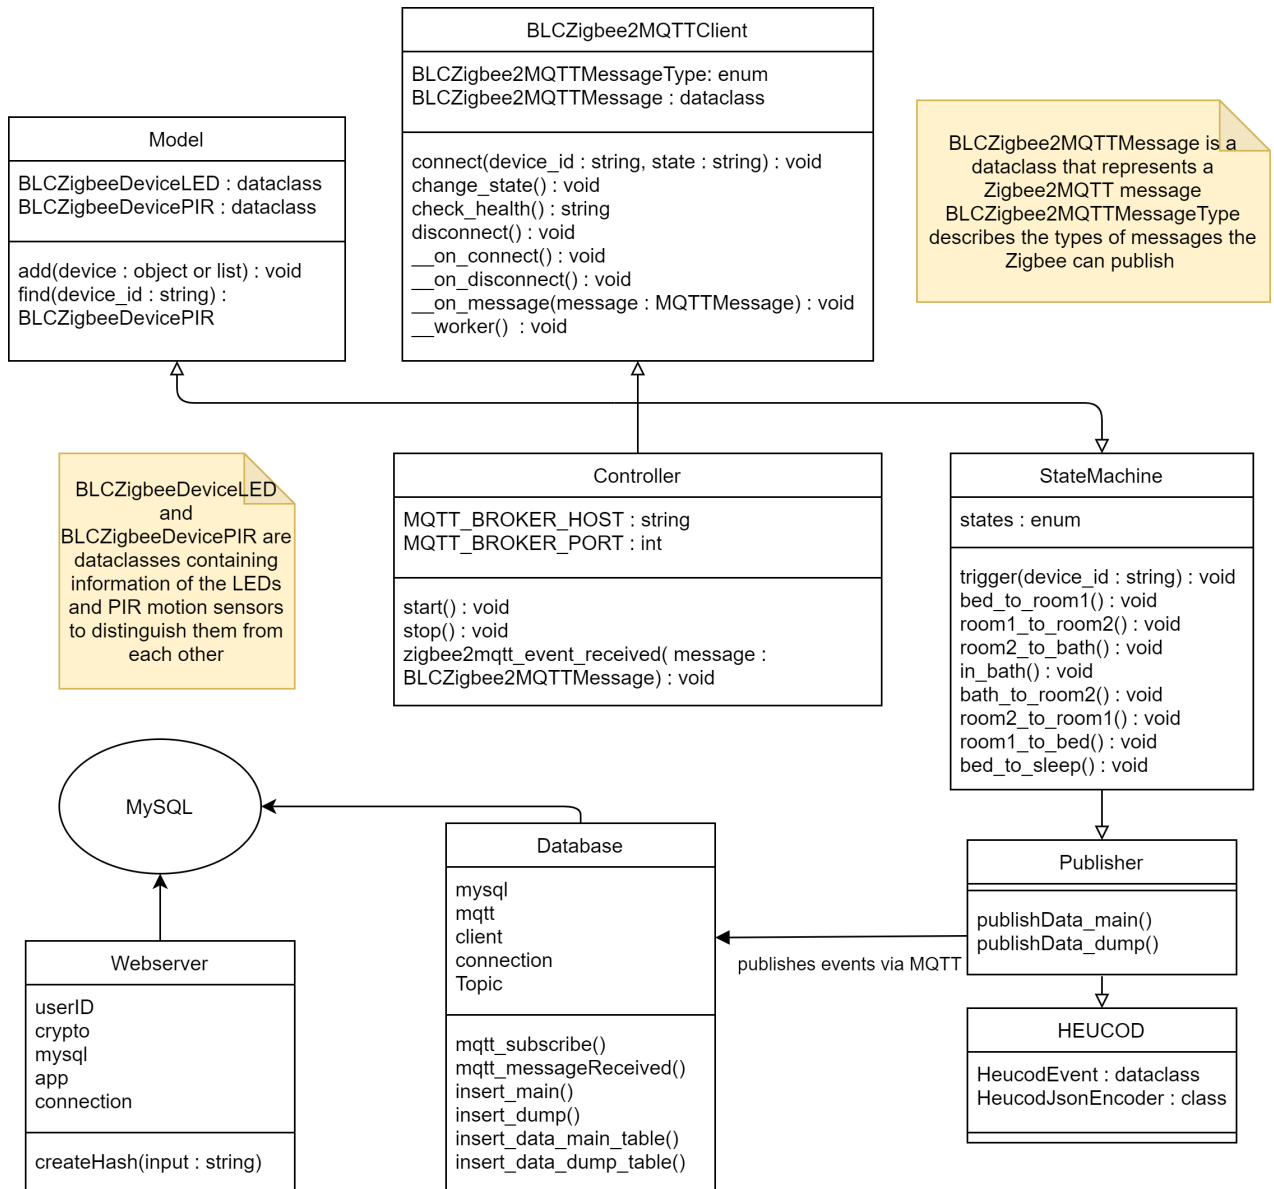 BLCZigbee2MQTTClient
BLCZigbee2MQTTMessageType: enum
BLCZigbee2MQTTMessage : dataclass
connect(device_id : string, state : string) : void
change_state() : void
check_health() : string
disconnect() : void
__on_connect() : void
__on_disconnect() : void
__on_message(message : MQTTMessage) : void
__worker()  : void
Model
BLCZigbeeDeviceLED : dataclass
BLCZigbeeDevicePIR : dataclass
add(device : object or list) : void
find(device_id : string) :
BLCZigbeeDevicePIR
BLCZigbee2MQTTMessage is a
dataclass that represents a
Zigbee2MQTT message
BLCZigbee2MQTTMessageType
describes the types of messages the
Zigbee can publish
BLCZigbeeDeviceLED
and
BLCZigbeeDevicePIR are
dataclasses containing
information of the LEDs
and PIR motion sensors
to distinguish them from
each other
Controller
MQTT_BROKER_HOST : string
MQTT_BROKER_PORT : int
start() : void
stop() : void
zigbee2mqtt_event_received( message :
BLCZigbee2MQTTMessage) : void
StateMachine
states : enum
trigger(device_id : string) : void
bed_to_room1() : void
room1_to_room2() : void
room2_to_bath() : void
in_bath() : void
bath_to_room2() : void
room2_to_room1() : void
room1_to_bed() : void
bed_to_sleep() : void
MySQL
Database
mysql
mqtt
client
connection
Topic
mqtt_subscribe()
mqtt_messageReceived()
insert_main()
insert_dump()
insert_data_main_table()
insert_data_dump_table()
Publisher
publishData_main()
publishData_dump()
publishes events via MQTT
Webserver
userID
crypto
mysql
app
connection
createHash(input : string)
HEUCOD
HeucodEvent : dataclass
HeucodJsonEncoder : class